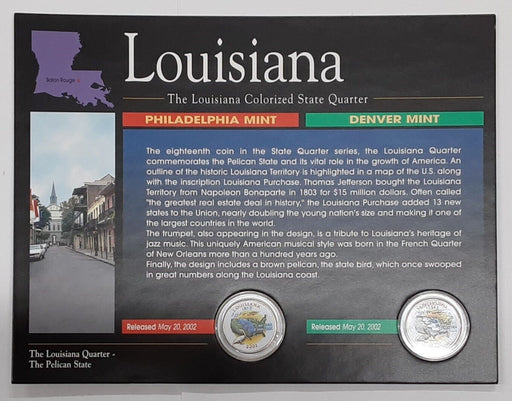 Baton Rouge
Louisiana
The Louisiana Colorized State Quarter
PHILADELPHIA MINT
DENVER MINT
The eighteenth coin in the State Quarter series, the Louisiana Quarter
commemorates the Pelican State and its vital role in the growth of America. An
outline of the historic Louisiana Territory is highlighted in a map of the U.S. along
with the inscription Louisiana Purchase. Thomas Jefferson bought the Louisiana
Territory from Napoleon Bonaparte in 1803 for $15 million dollars. Often called
"the greatest real estate deal in history," the Louisiana Purchase added 13 new
states to the Union, nearly doubling the young nation's size and making it one of
the largest countries in the world.
The trumpet, also appearing in the design, is a tribute to Louisiana's heritage of
jazz music. This uniquely American musical style was born in the French Quarter
of New Orleans more than a hundred years ago.
Finally, the design includes a brown pelican, the state bird, which once swooped
in great numbers along the Louisiana coast.
Released May 20, 2002
LOUISIANA
1812
2002
Released May 20, 2002
LOUISIANA
The Louisiana Quarter -
The Pelican State